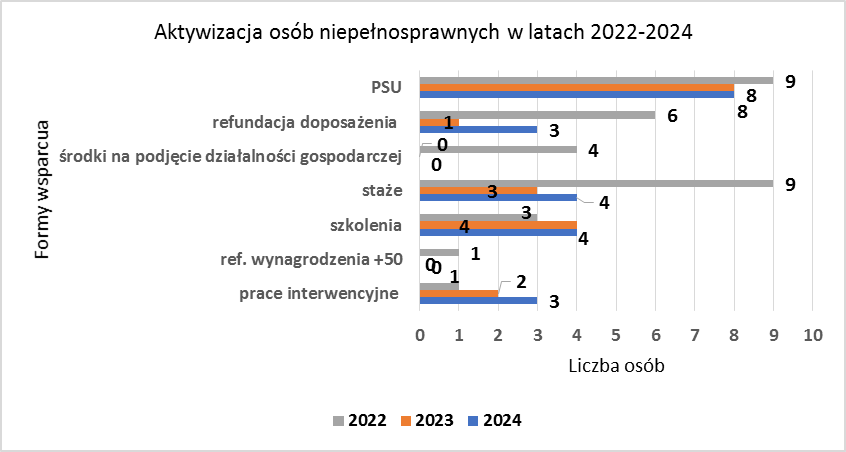 Aktywizacja osób niepełnosprawnych w latach 2022-2024
Formy wsparcua
PSU
9
8
8
refundacja doposażenia
6
1
3
środki na podjęcie działalności gospodarczej
4
0
0
staże
9
3
4
szkolenia
3
4
4
ref. wynagrodzenia +50
1
0
0
prace interwencyjne
1
2
3
0 1 2 3 4 5 6 7 8 9 10
Liczba osób
2022 2023 2024